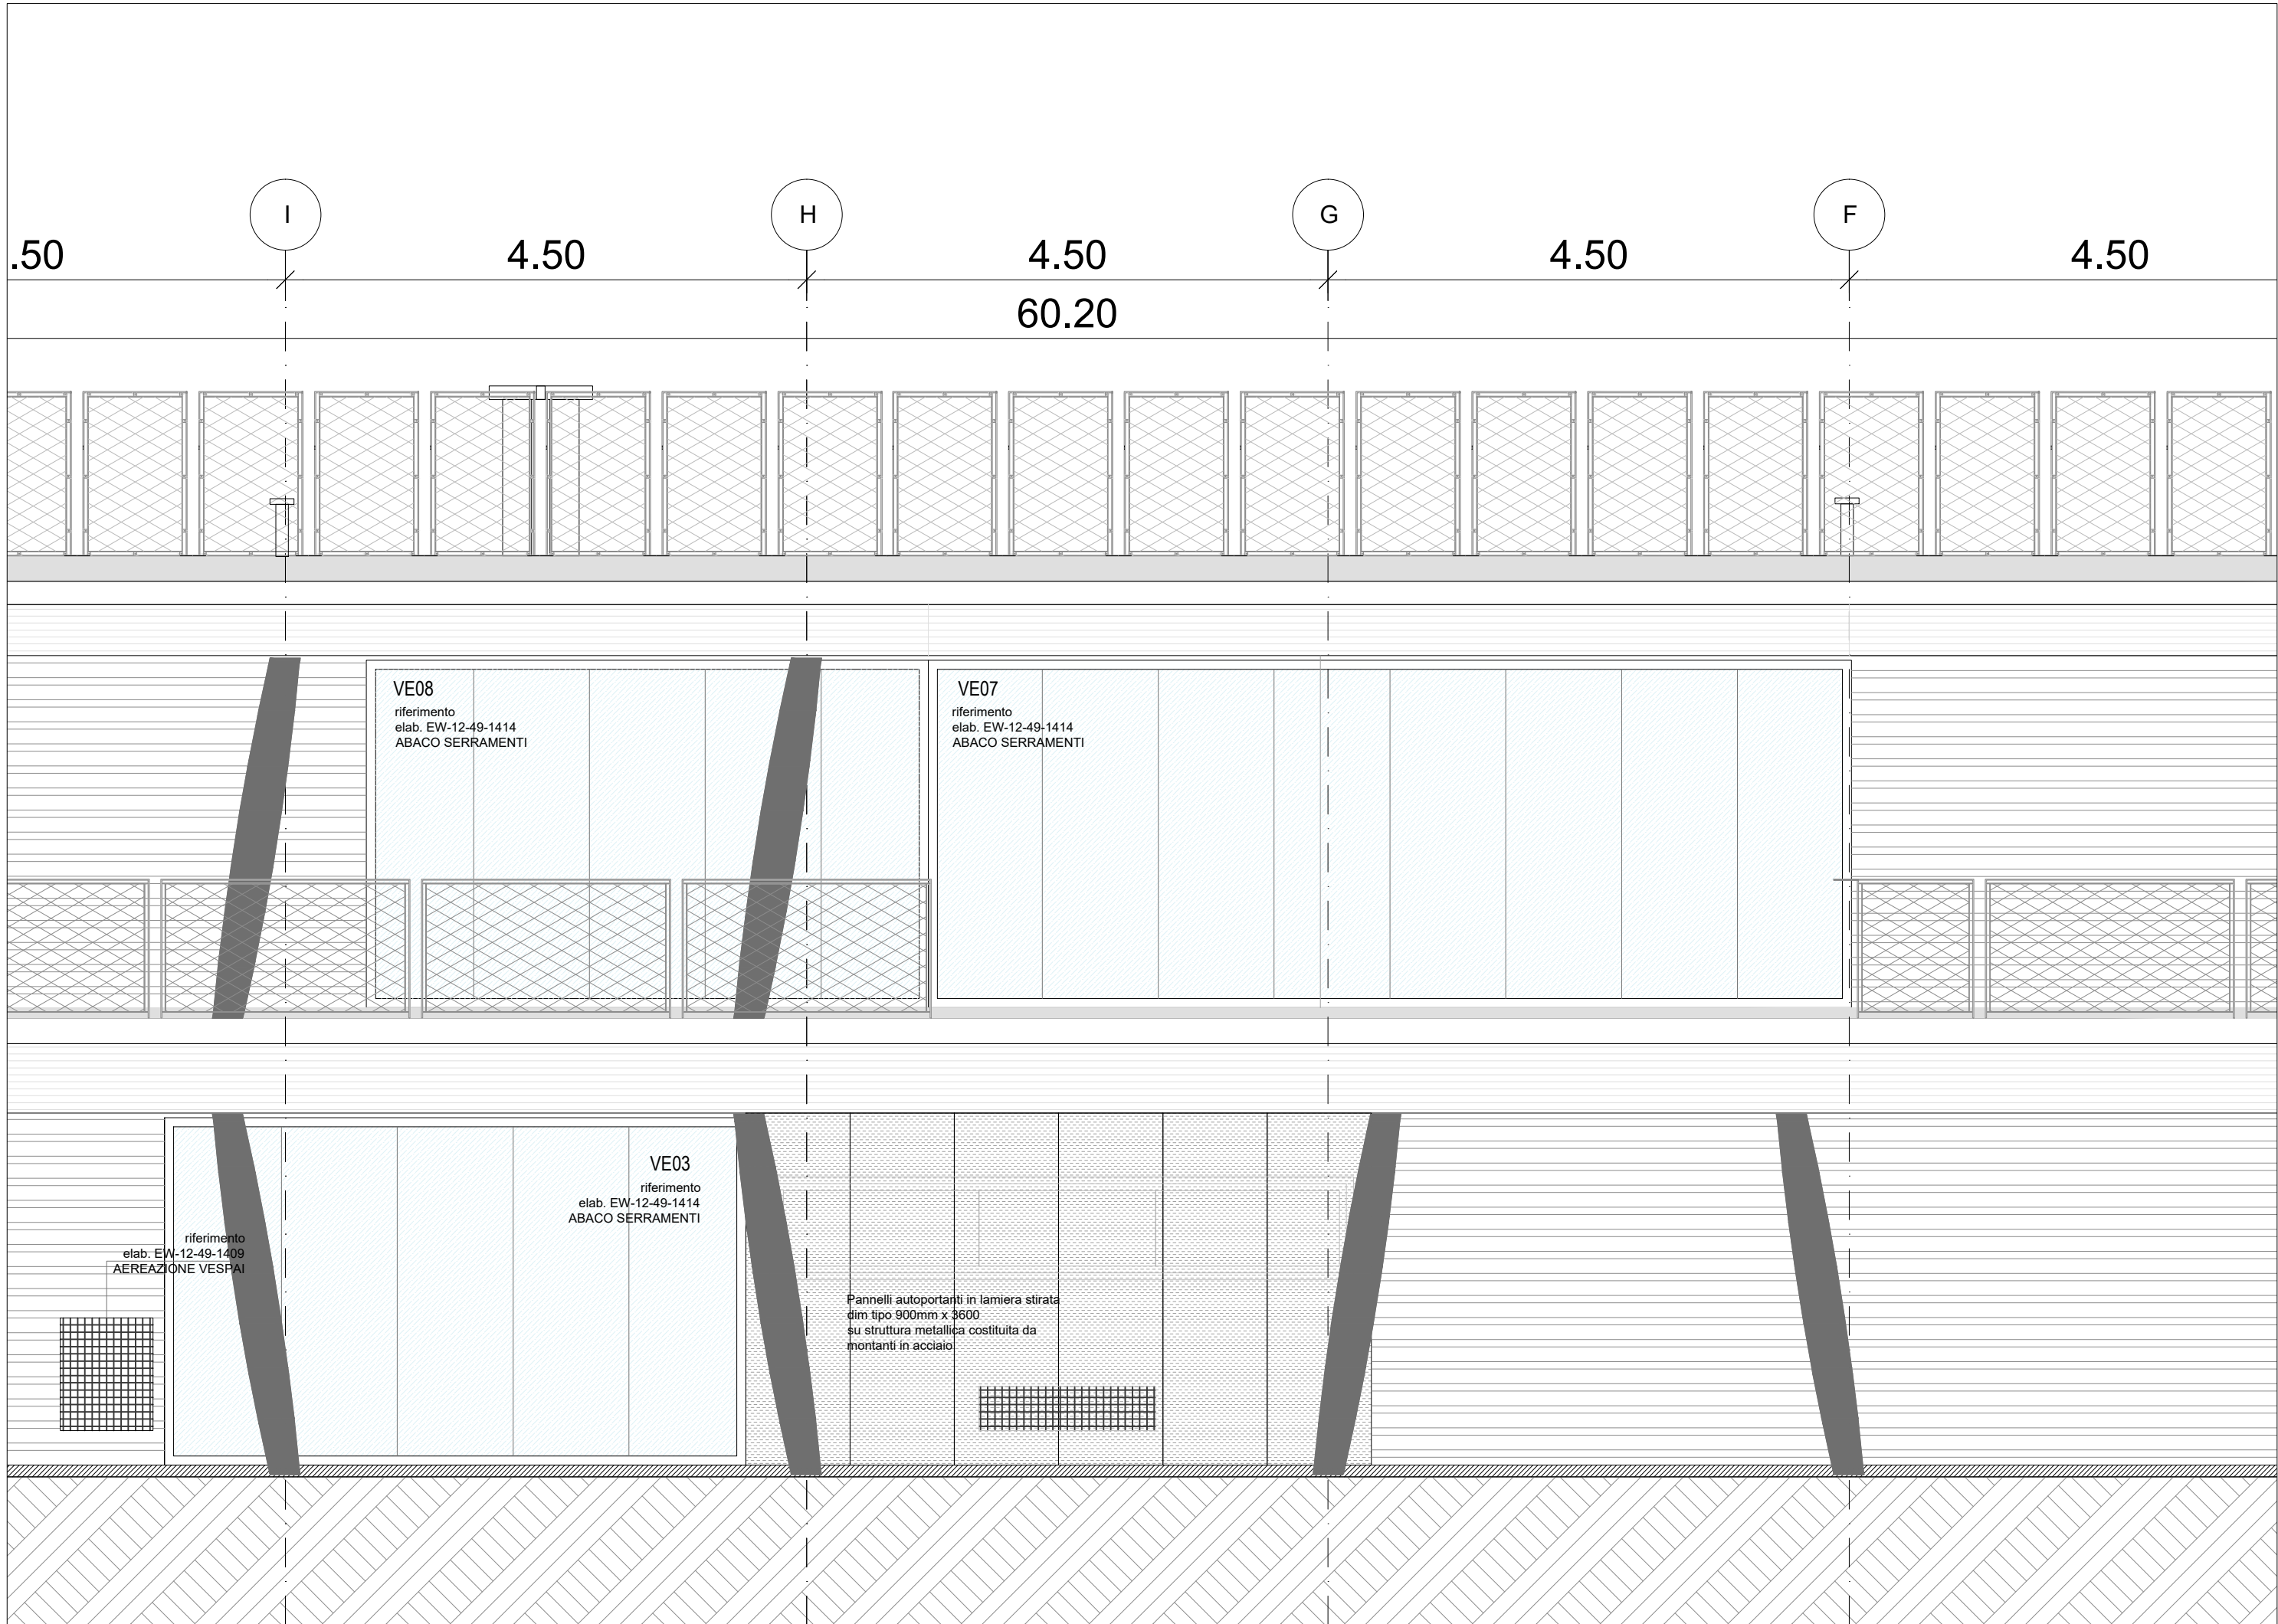 I
H
G
F
.50
4.50
4.50
4.50
4.50
60.20
VE08
riferimento
elab. EW-12-49-1414
ABACO SERRAMENTI
VE07
riferimento
elab. EW-12-49-1414
ABACO SERRAMENTI
VE03
riferimento
elab. EW-12-49-1414
ABACO SERRAMENTI
riferimento
elab. EW-12-49-1409
AEREAZIONE VESPAI
Pannelli autoportanti in lamiera stirata
dim tipo 900mm x 3600
su struttura metallica costituita da
montanti in acciaio